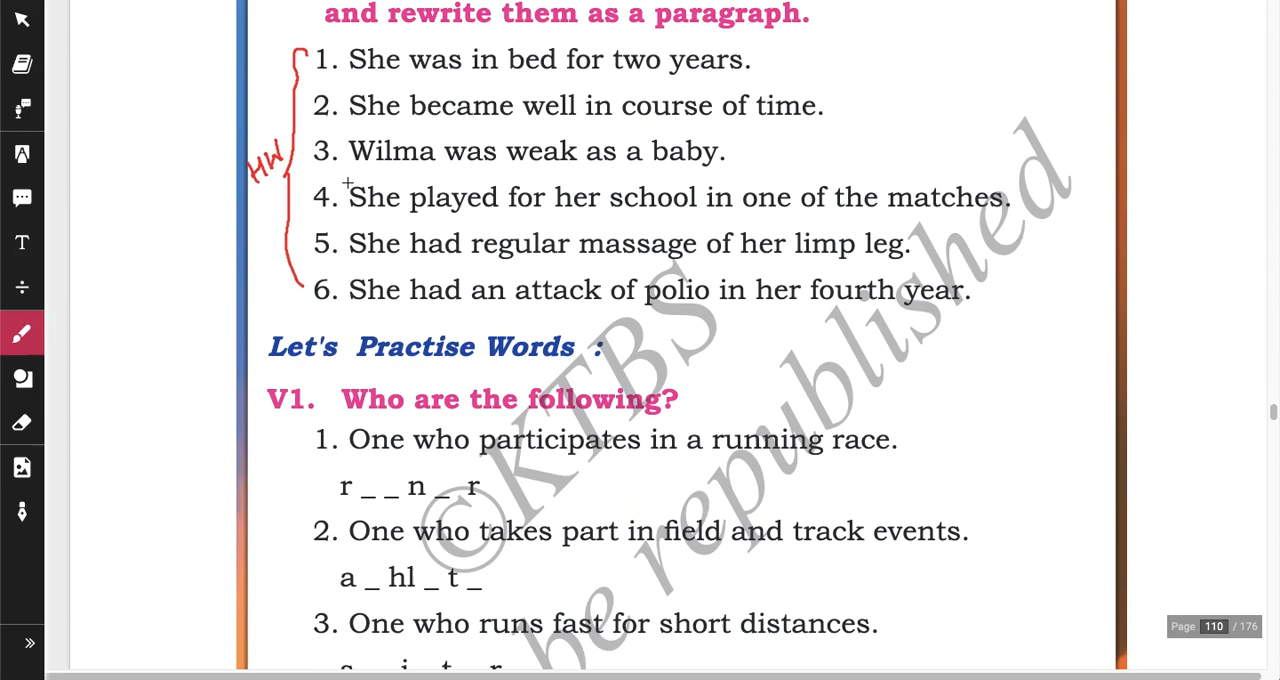 and rewrite them as a paragraph.
1. She was in bed for two years.
2. She became well in course of time.
3. Wilma was weak as a baby.
HW
4. She played for her school in one of the matches.
5. She had regular massage of her limp leg.
6. She had an attack of polio in her fourth year.
Let's Practise Words :
V1. Who are the following?
1. One who participates in a running race.
r _ _ n _ r
2. One who takes part in field and track events.
a _ hl _ t _
3. One who runs fast for short distances.
©KTBS
be republished
Page 110 / 176